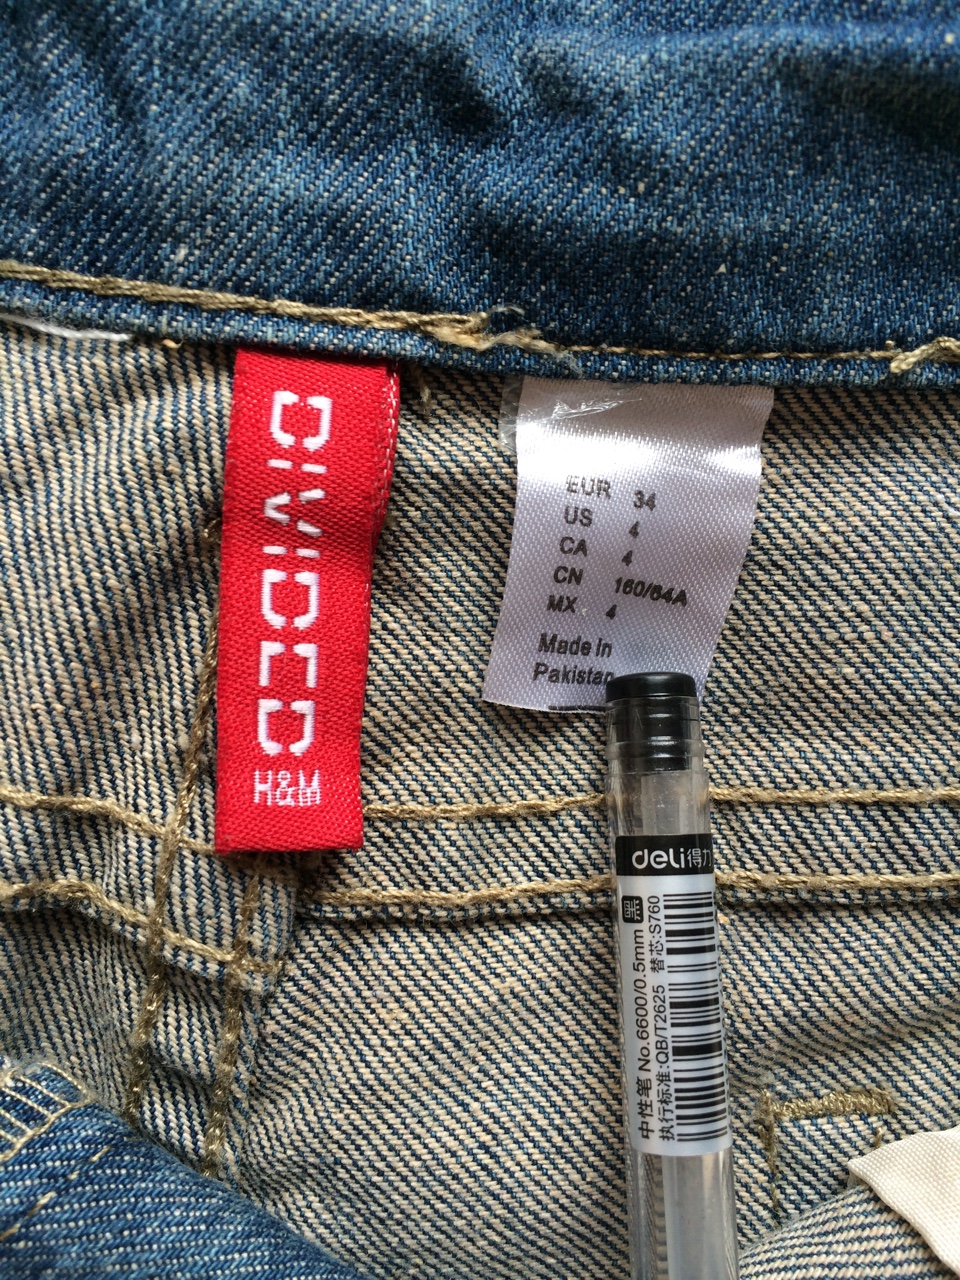 DIVIDED
H&M
EUR 34
US 4
CA 4
CN 160/64A
MX 4
Made in
Pakistan
deli得力
黑
中性笔 No.6600/0.5mm
替芯:S760
执行标准:QB/T2625